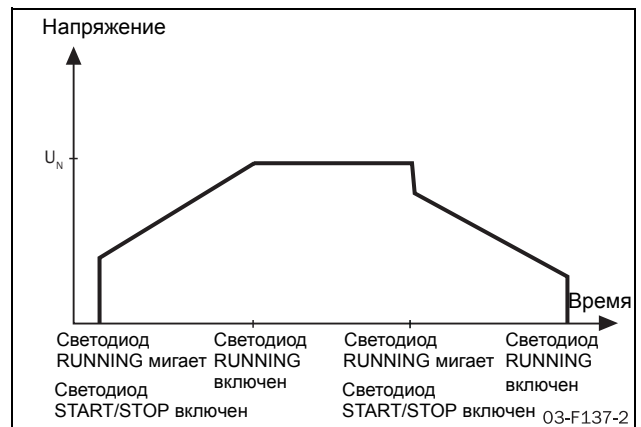 Напряжение
U_N
Время
Светодиод RUNNING мигает
Светодиод START/STOP включен
Светодиод RUNNING включен
Светодиод RUNNING мигает
Светодиод START/STOP включен
Светодиод RUNNING включен
03-F137-2